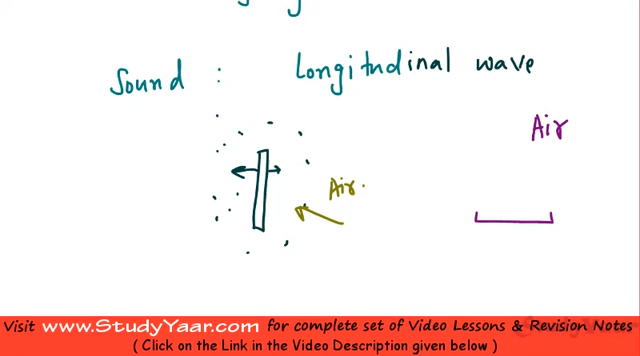 Sound : Longitudinal wave
Air
Air.
Visit www.StudyYaar.com for complete set of Video Lessons & Revision Notes
( Click on the Link in the Video Description given below )